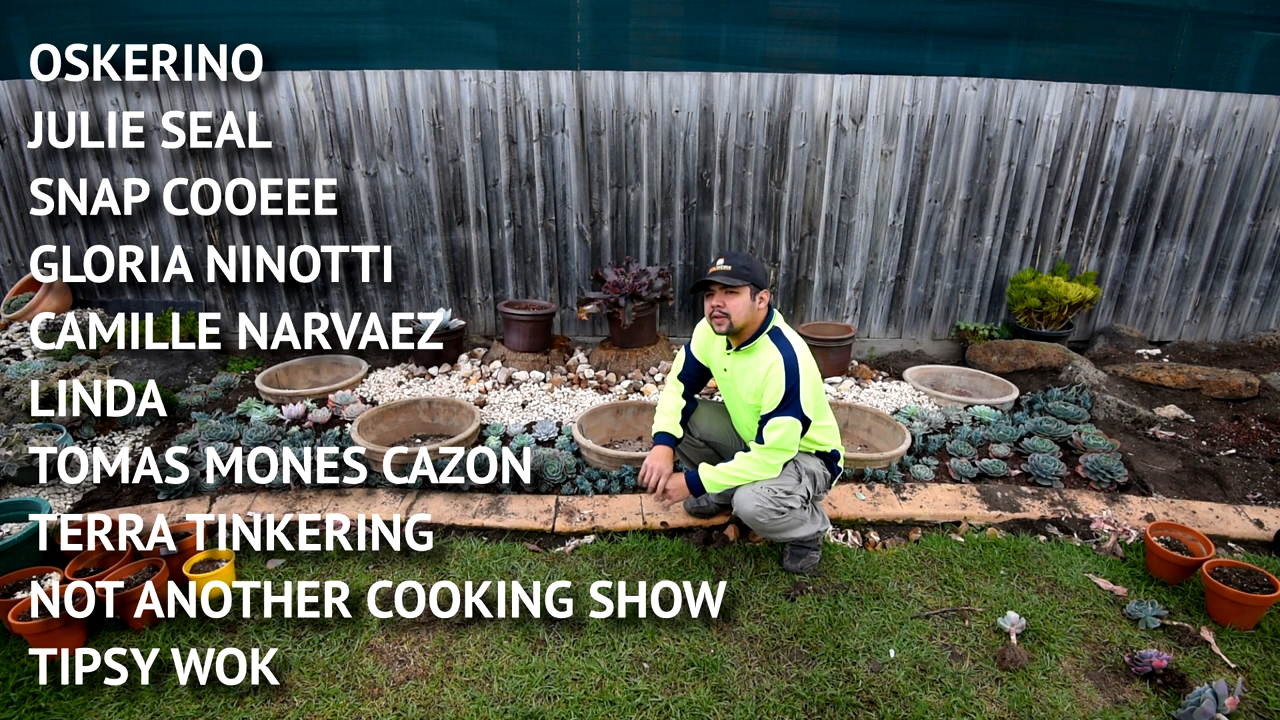 OSKERINO
JULIE SEAL
SNAP COOEEE
GLORIA NINOTTI
CAMILLE NARVAEZ
LINDA
TOMAS MONES CAZON
TERRA TINKERING
NOT ANOTHER COOKING SHOW
TIPSY WOK